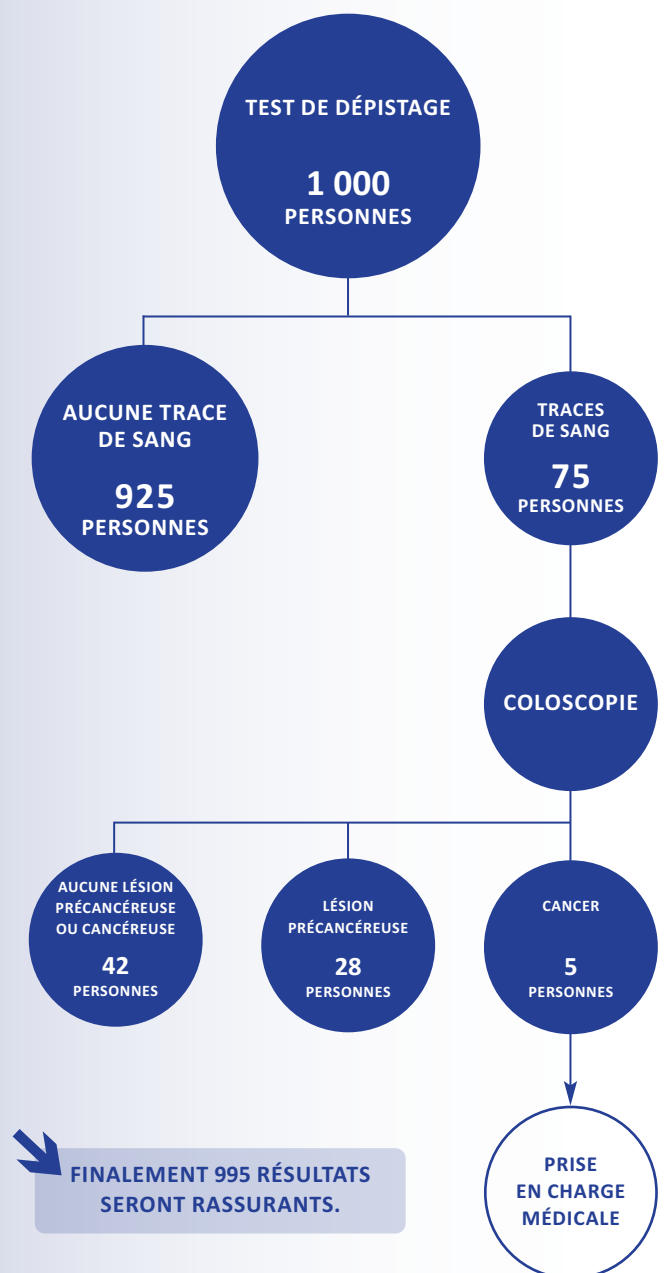 TEST DE DÉPISTAGE
1 000
PERSONNES
AUCUNE TRACE
DE SANG
925
PERSONNES
TRACES
DE SANG
75
PERSONNES
COLOSCOPIE
AUCUNE LÉSION
PRÉCANCÉREUSE
OU CANCÉREUSE
42
PERSONNES
LÉSION
PRÉCANCÉREUSE
28
PERSONNES
CANCER
5
PERSONNES
FINALEMENT 995 RÉSULTATS
SERONT RASSURANTS.
PRISE
EN CHARGE
MÉDICALE